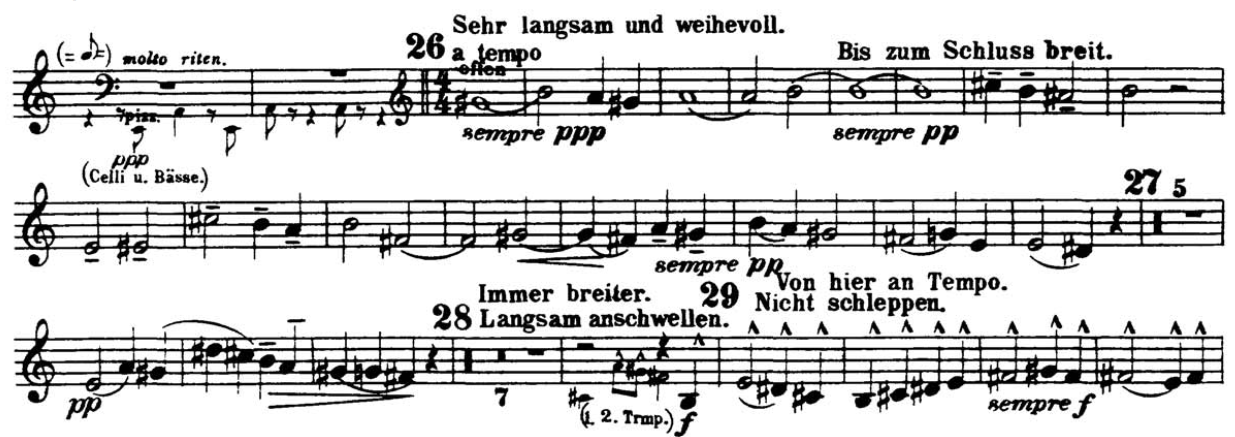 Sehr langsam und weihevoll.
(= ♪=) molto riten. 26 a tempo Bis zum Schluss breit.
offen
4
4
pizz.
sempre ppp sempre pp
ppp
(Celli u. Bässe.)
27 5
sempre pp
Immer breiter. 29 Von hier an Tempo.
28 Langsam anschwellen. Nicht schleppen.
pp 7 (1. 2. Trmp.) f sempre f